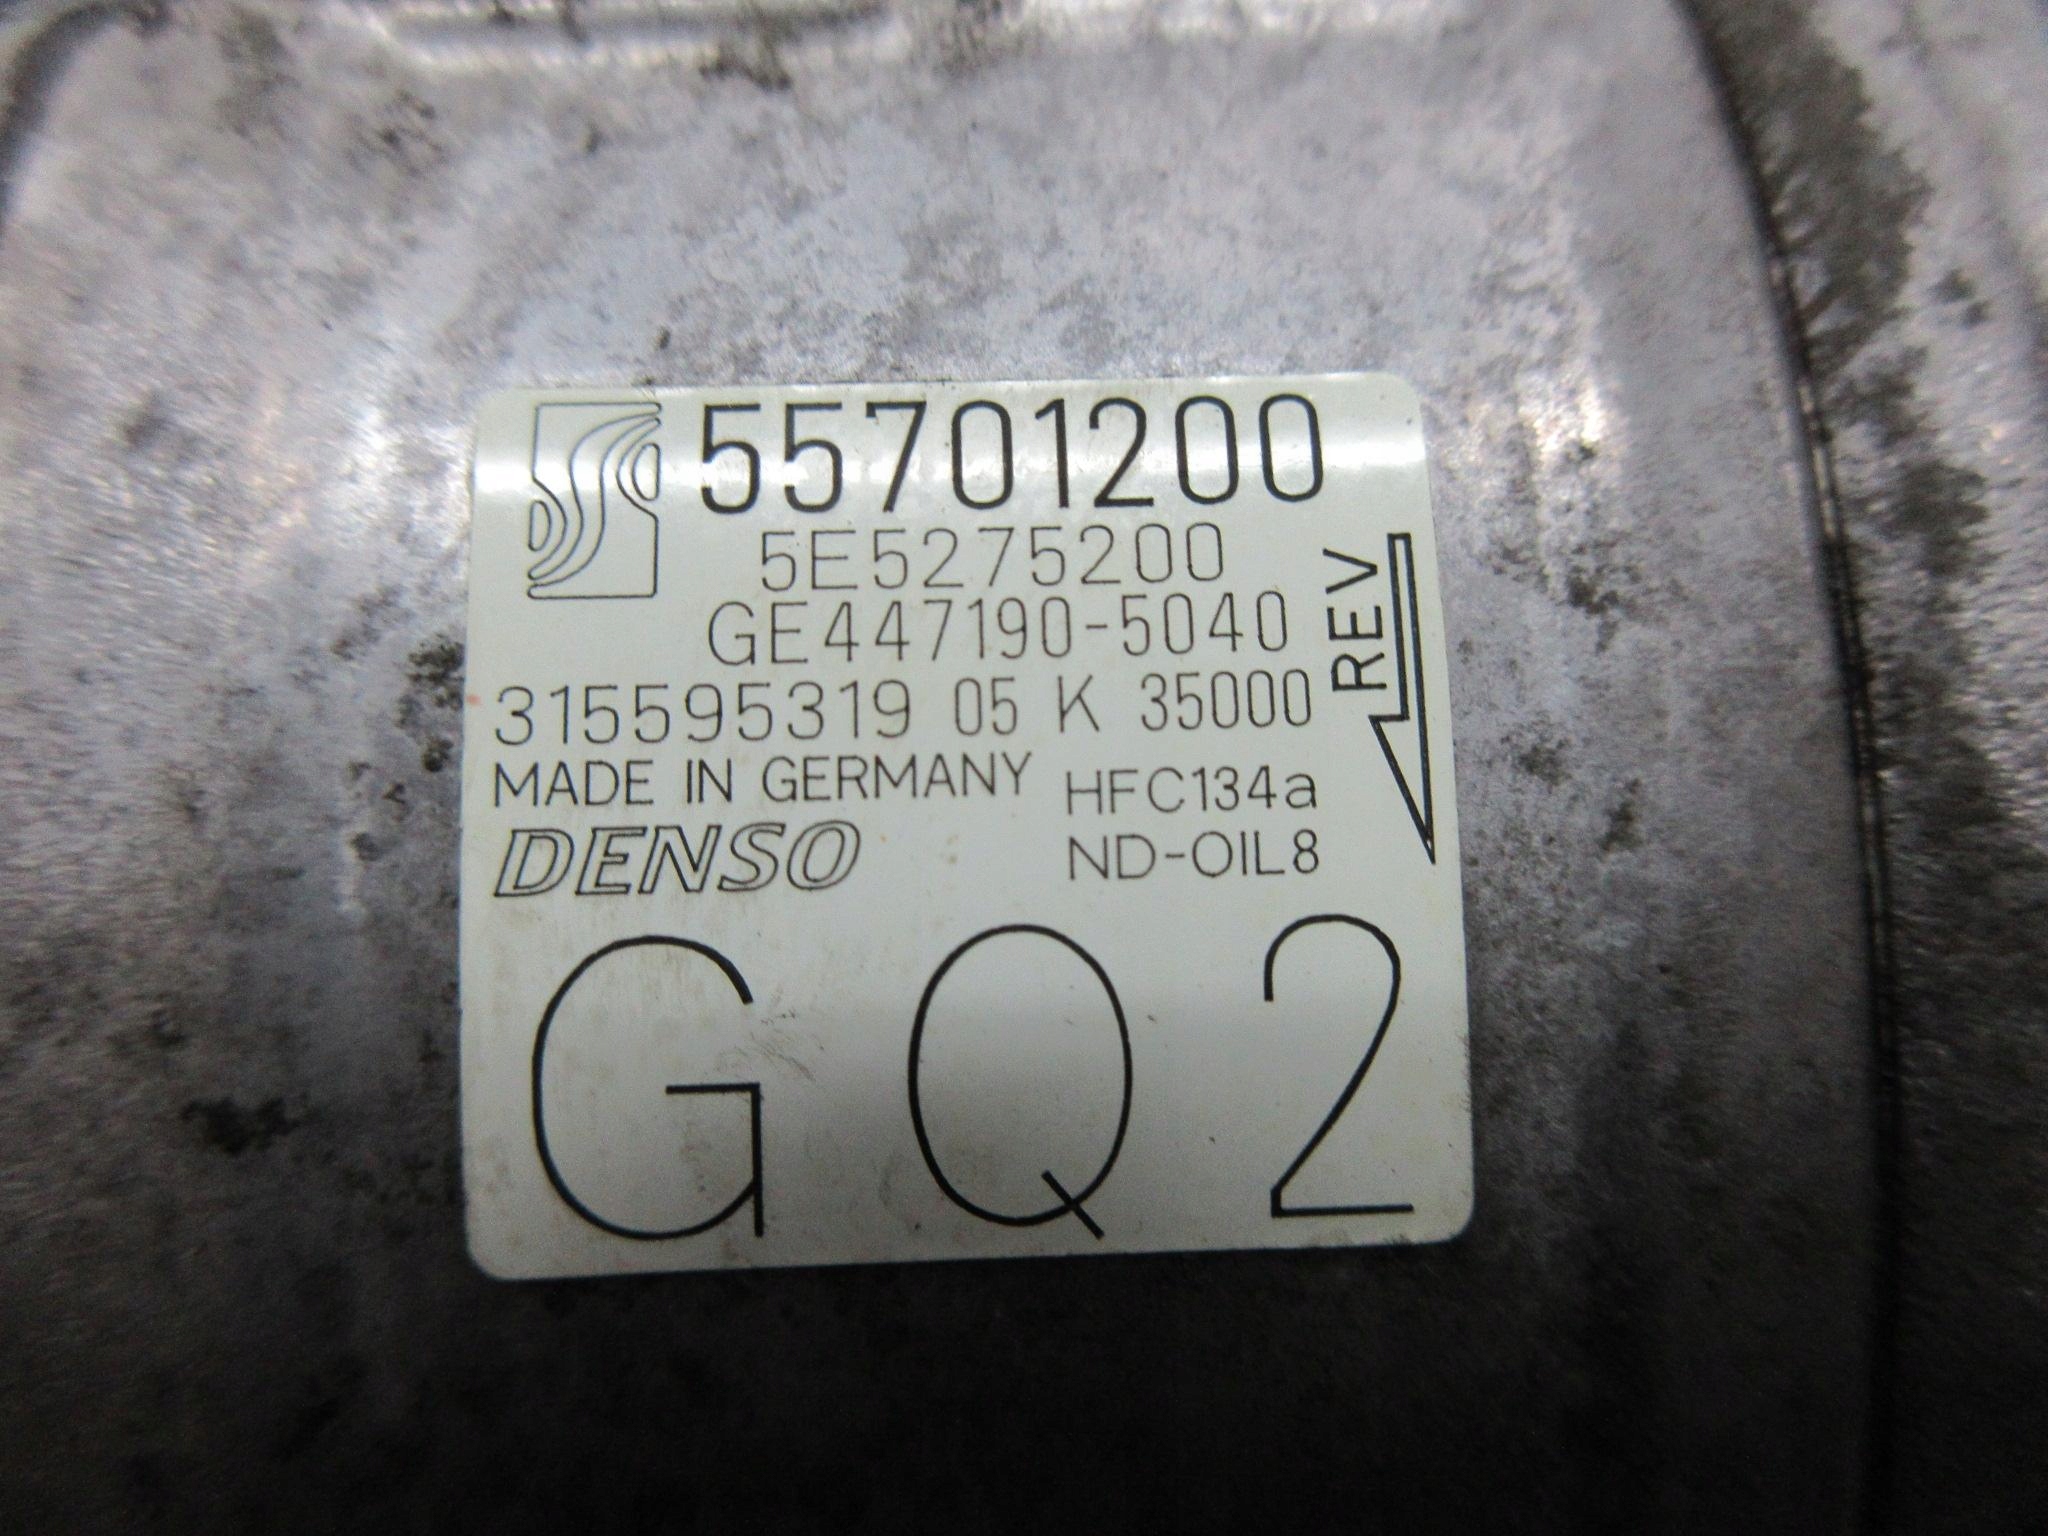 55701200
5E5275200
GE447190-5040
315595319 05 K 35000
REV
MADE IN GERMANY
HFC134a
DENSO
ND-OIL8
GQ2